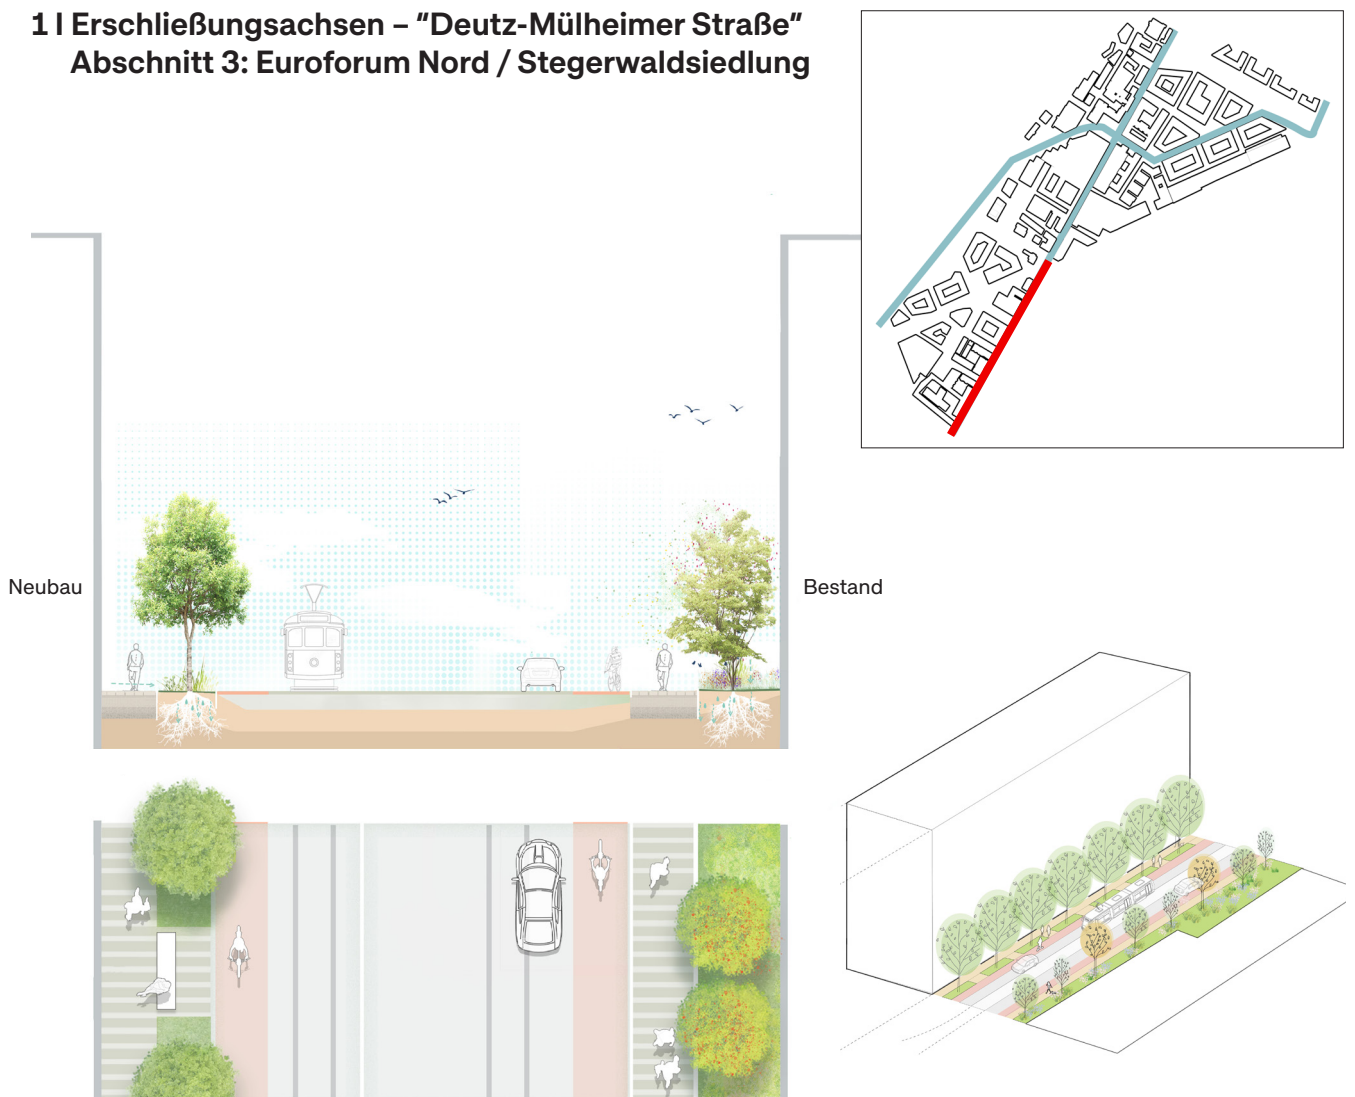 1 I Erschließungsachsen – "Deutz-Mülheimer Straße"
Abschnitt 3: Euroforum Nord / Stegerwaldsiedlung
Neubau
Bestand